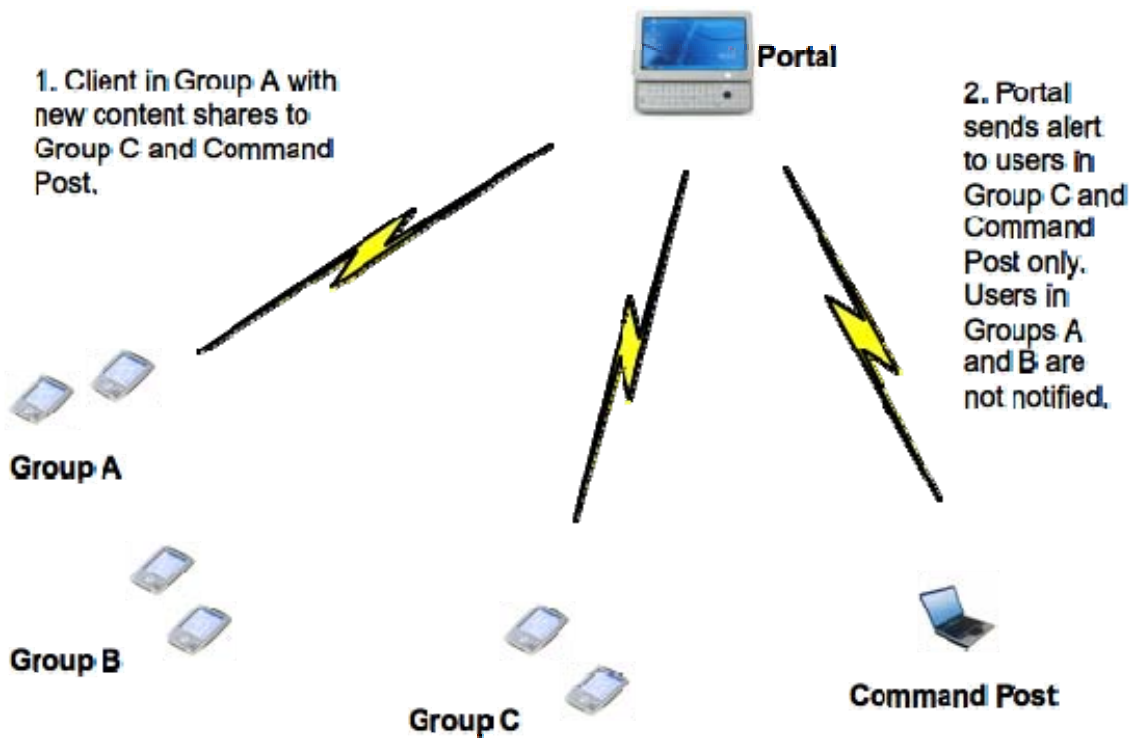 Portal
1. Client in Group A with
new content shares to
Group C and Command
Post.
2. Portal
sends alert
to users in
Group C and
Command
Post only.
Users in
Groups A
and B are
not notified.
Group A
Group B
Group C
Command Post